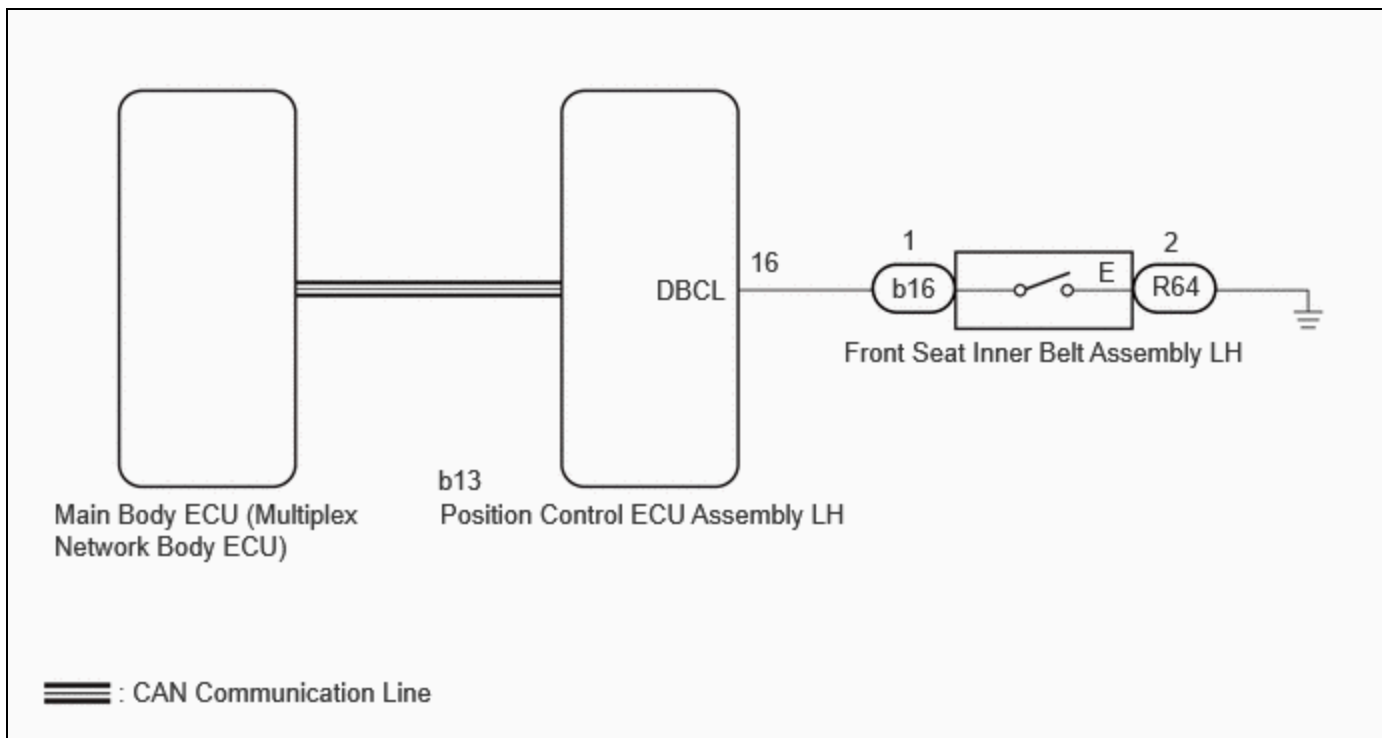 DBCL
16
1
b16
E
2
R64
Front Seat Inner Belt Assembly LH
b13
Main Body ECU (Multiplex
Network Body ECU)
Position Control ECU Assembly LH
: CAN Communication Line